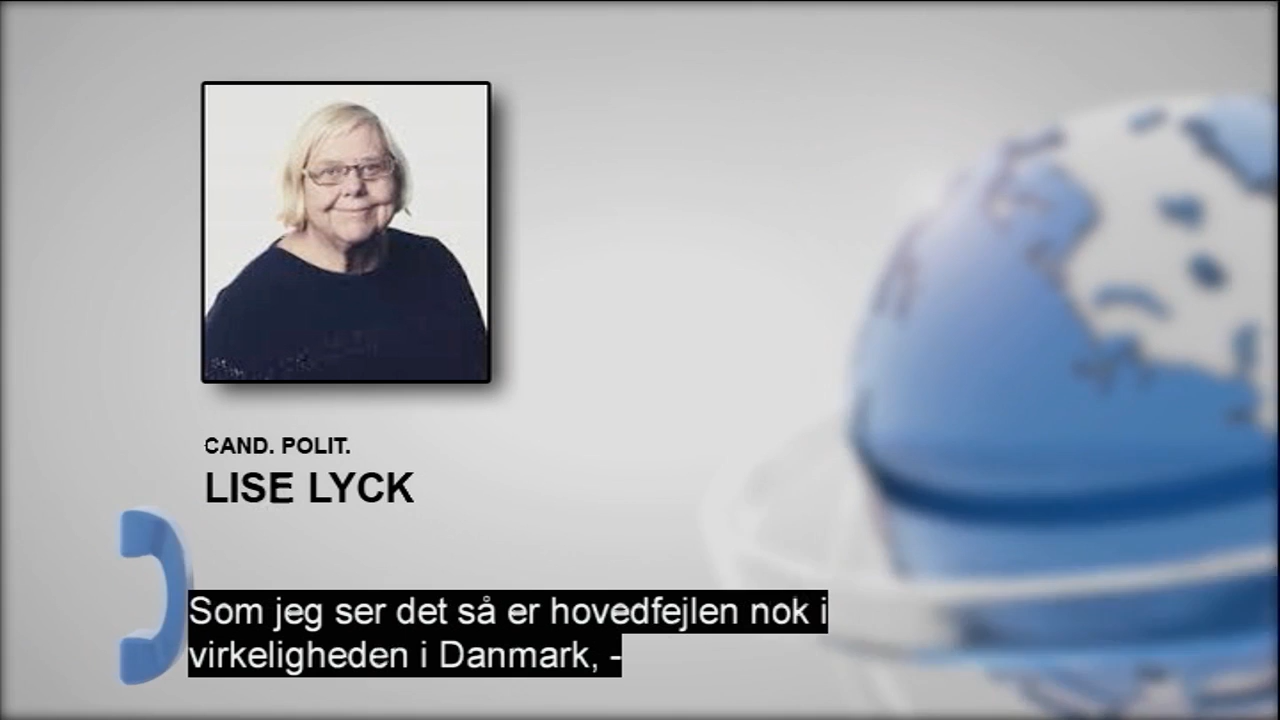 CAND. POLIT.
LISE LYCK
Som jeg ser det så er hovedfejlen nok i
virkeligheden i Danmark, -